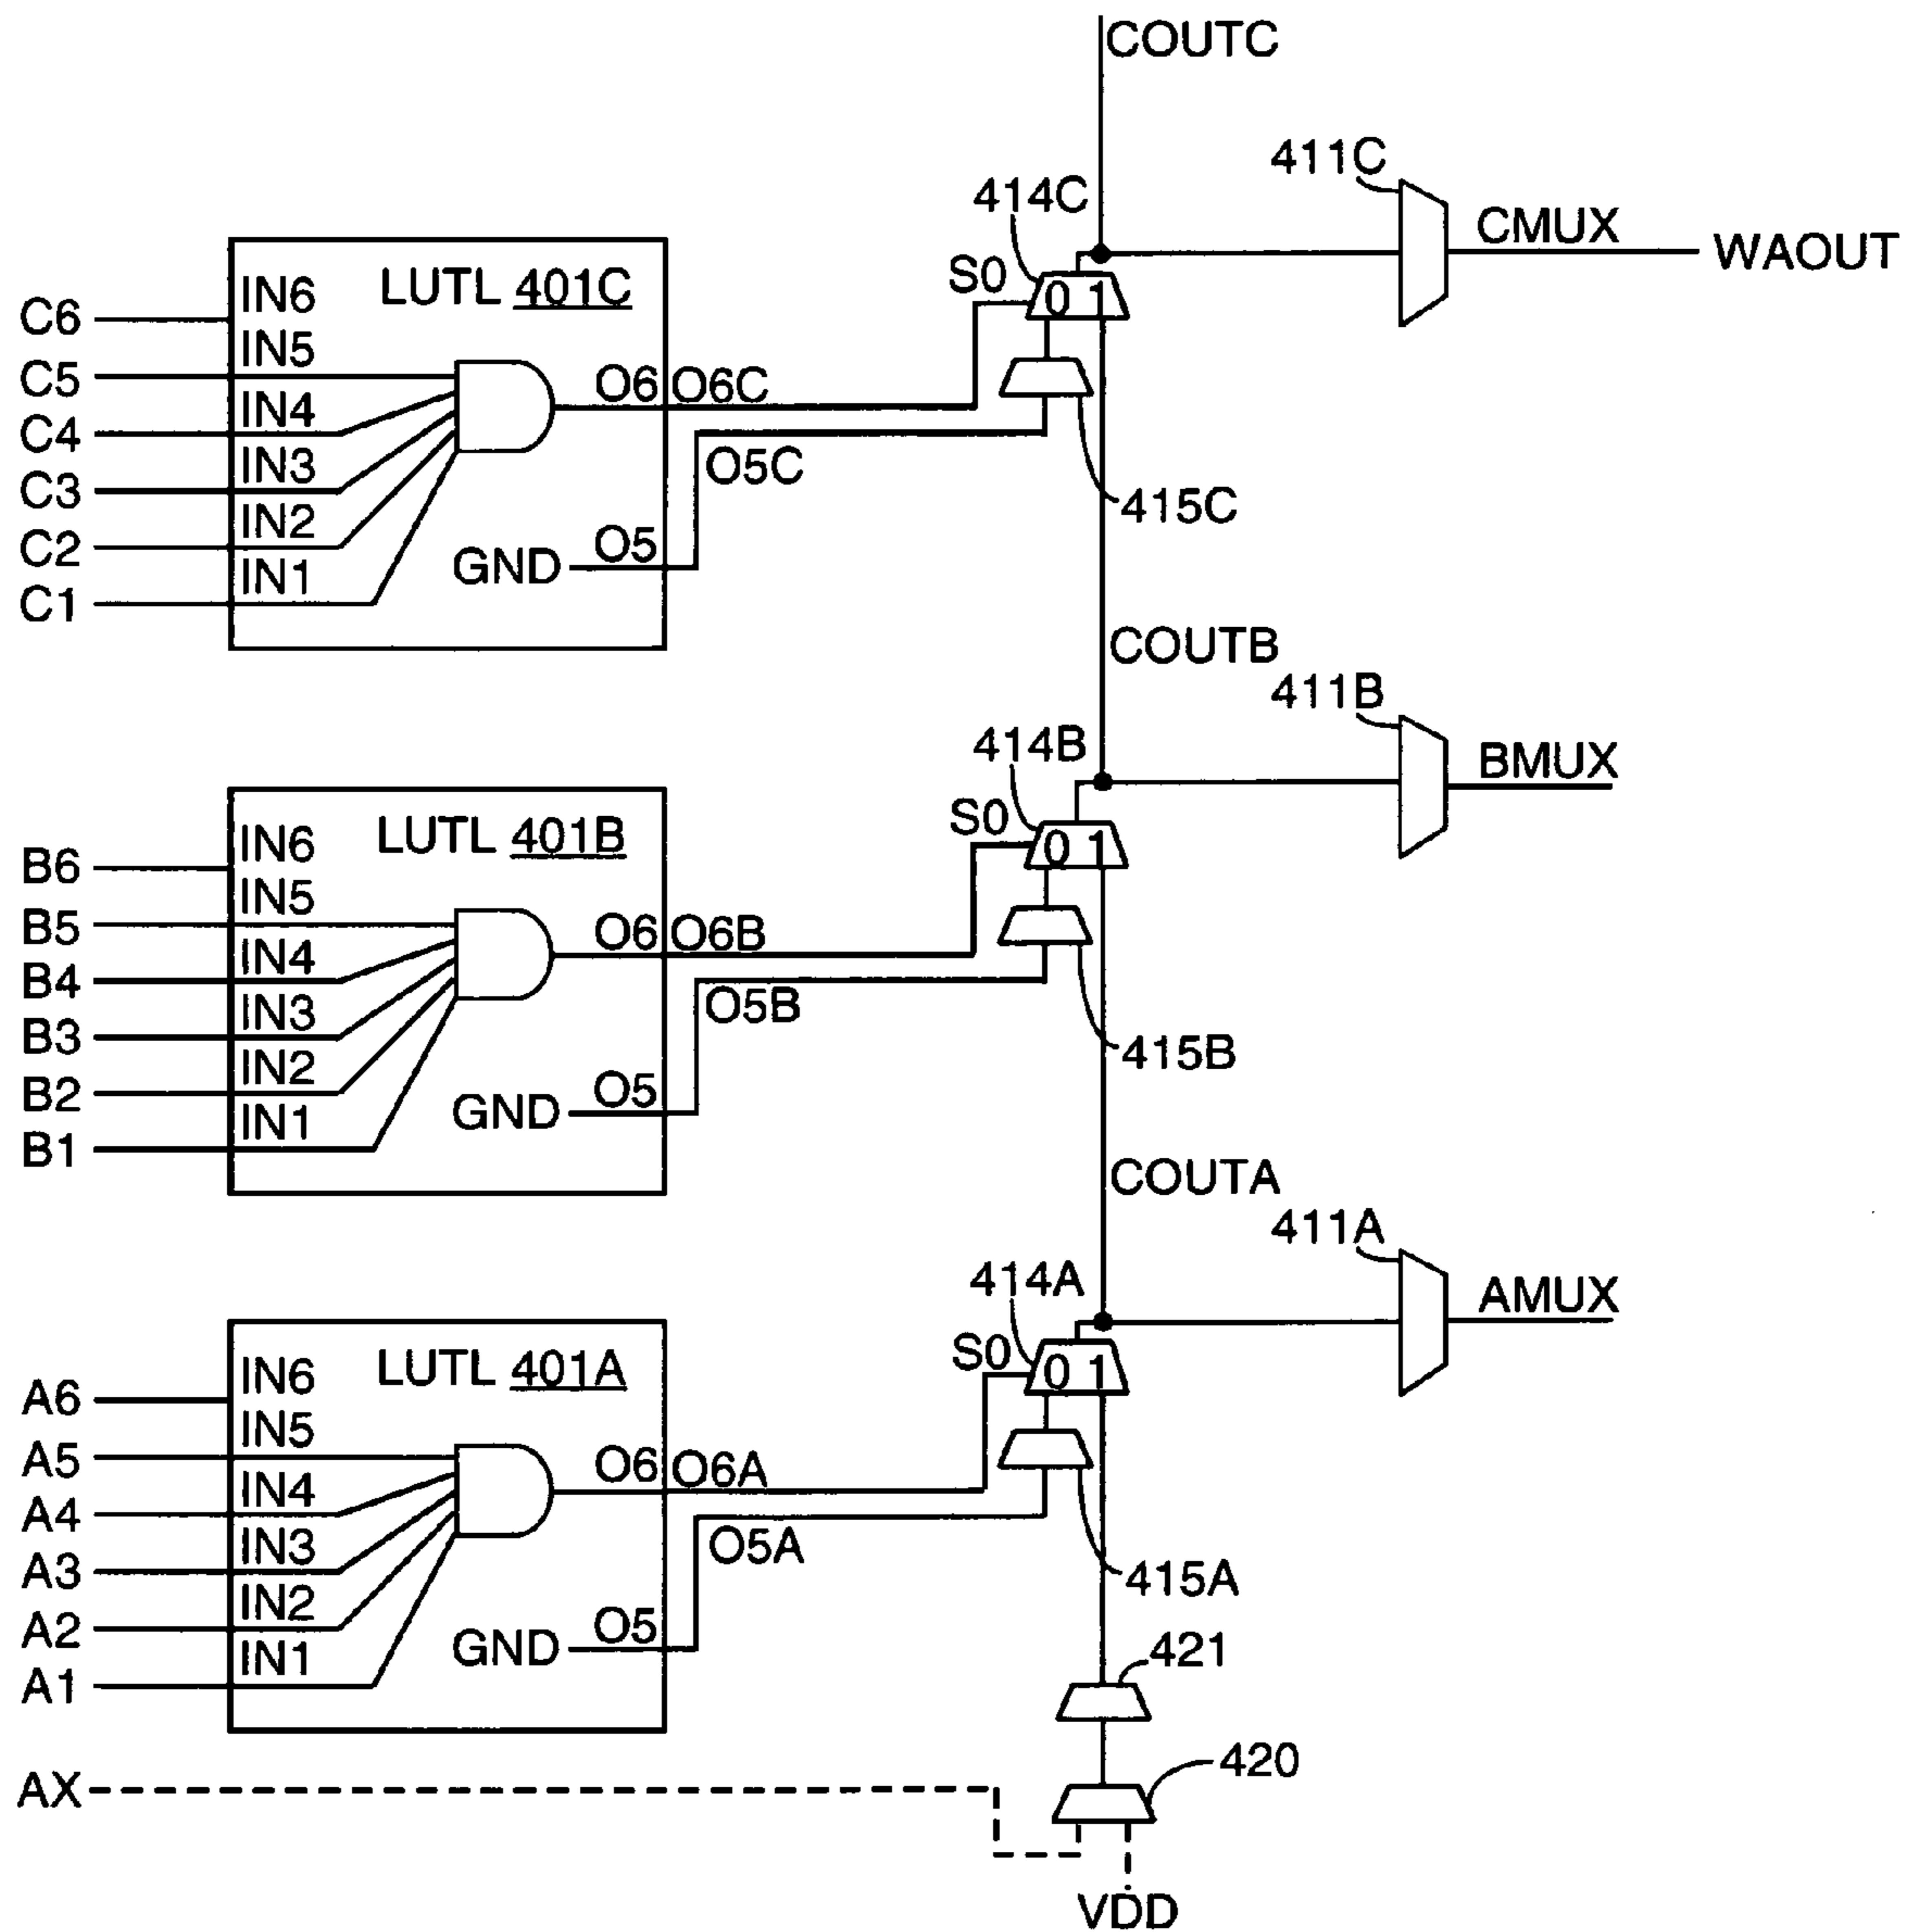 COUTC
411C
414C
CMUX
WAOUT
S0
0 1
LUTL 401C
C6
IN6
C5
IN5
C4
IN4
C3
IN3
C2
IN2
C1
IN1
O6
O6C
O5C
GND
O5
415C
COUTB
411B
414B
BMUX
S0
0 1
LUTL 401B
B6
IN6
B5
IN5
B4
IN4
B3
IN3
B2
IN2
B1
IN1
O6
O6B
O5B
GND
O5
415B
COUTA
411A
414A
AMUX
S0
0 1
LUTL 401A
A6
IN6
A5
IN5
A4
IN4
A3
IN3
A2
IN2
A1
IN1
O6
O6A
O5A
GND
O5
415A
421
420
AX
VDD